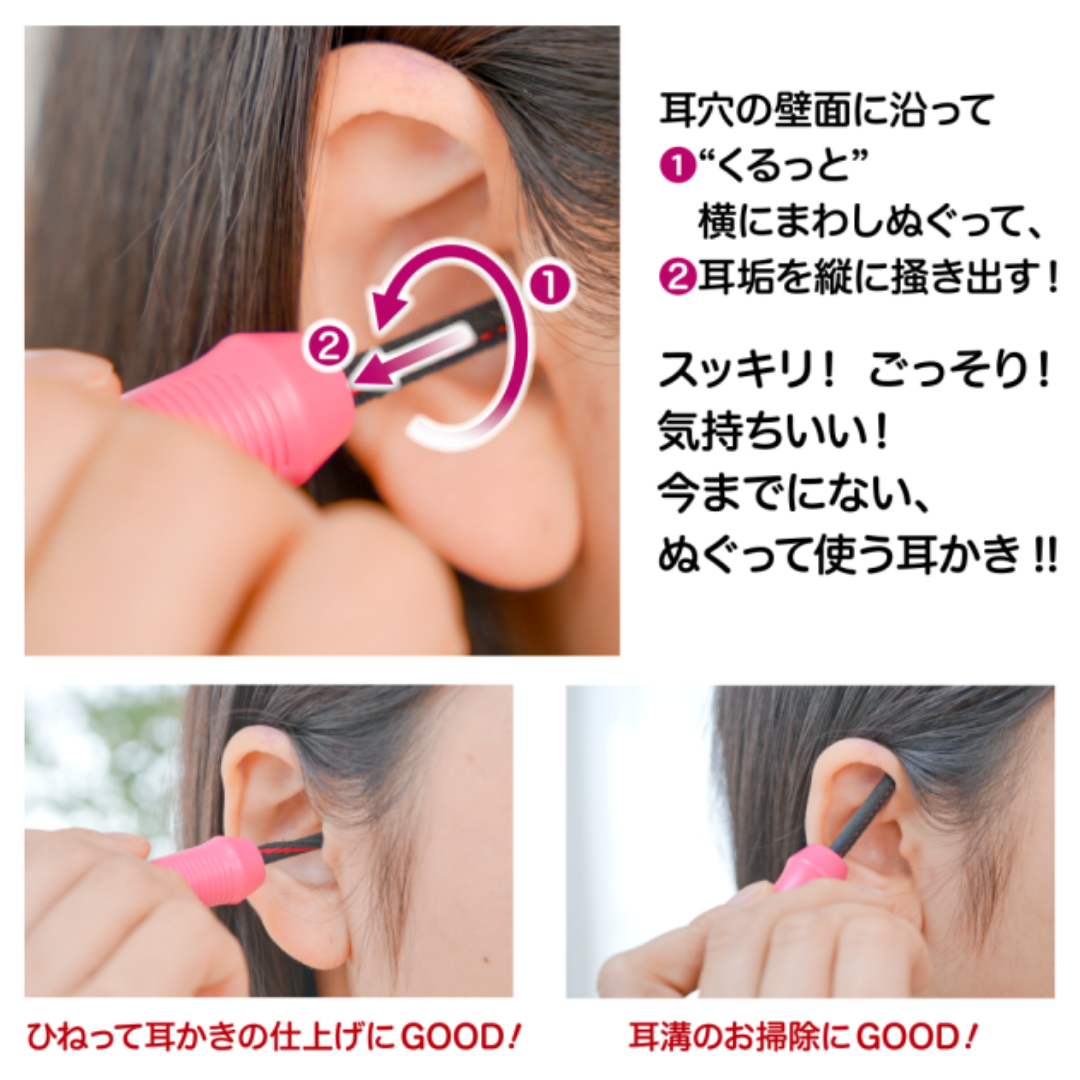 耳穴の壁面に沿って
❶“くるっと”
横にまわしぬぐって、
❷耳垢を縦に掻き出す！
スッキリ！ ごっそり！
気持ちいい！
今までにない、
ぬぐって使う耳かき!!
❶
❷
ひねって耳かきの仕上げにGOOD！
耳溝のお掃除にGOOD！